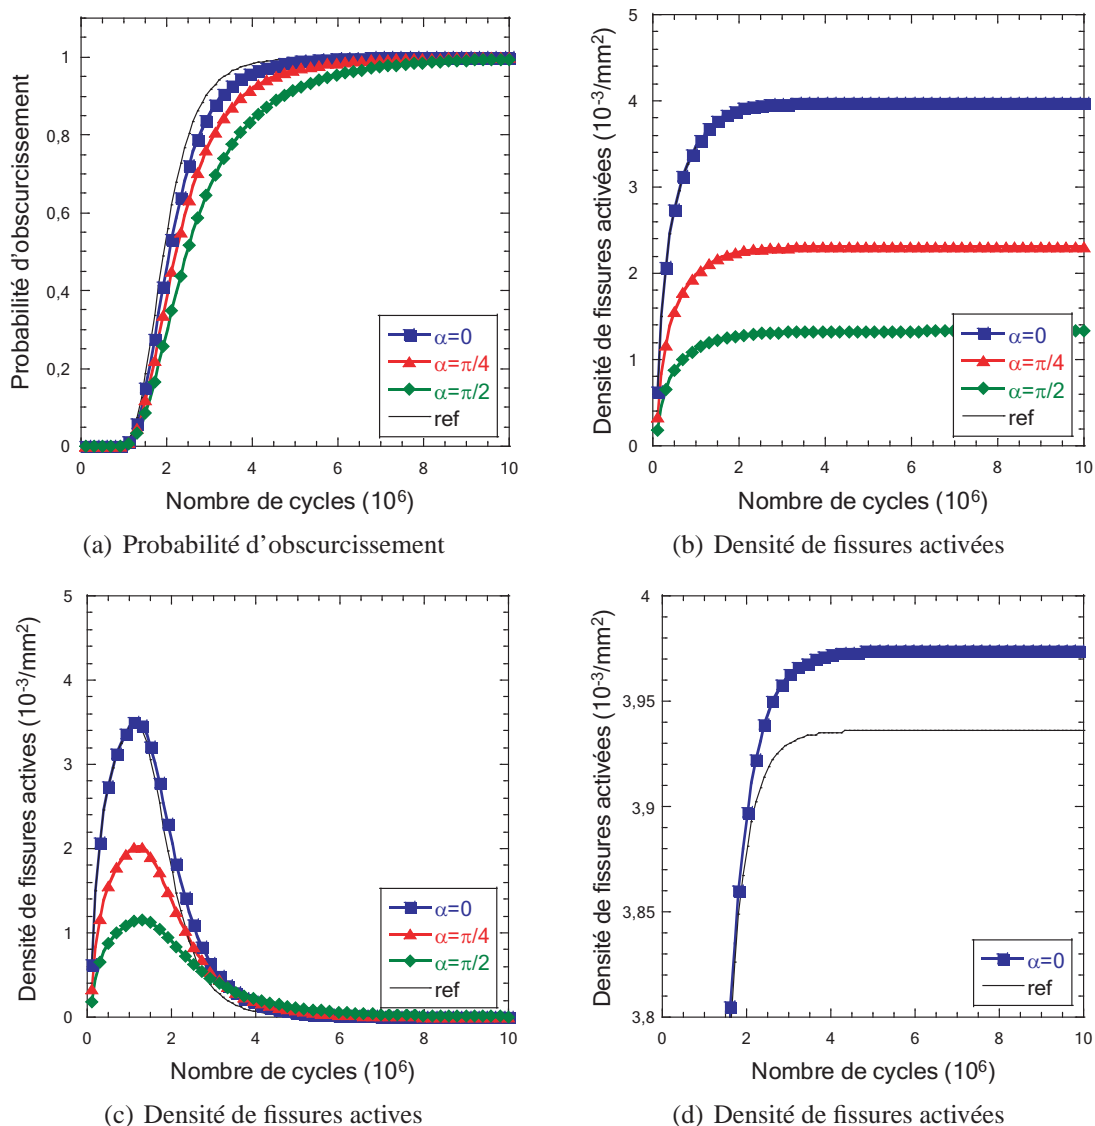 Probabilité d'obscurcissement
1
0,8
0,6
0,4
0,2
0
0 2 4 6 8 10
α=0
α=π/4
α=π/2
ref
Nombre de cycles (10⁶)
(a) Probabilité d'obscurcissement
Densité de fissures activées (10⁻³/mm²)
5
4
3
2
1
0
0 2 4 6 8 10
α=0
α=π/4
α=π/2
ref
Nombre de cycles (10⁶)
(b) Densité de fissures activées
Densité de fissures actives (10⁻³/mm²)
5
4
3
2
1
0
0 2 4 6 8 10
α=0
α=π/4
α=π/2
ref
Nombre de cycles (10⁶)
(c) Densité de fissures actives
Densité de fissures activées (10⁻³/mm²)
4
3,95
3,9
3,85
3,8
0 2 4 6 8 10
α=0
ref
Nombre de cycles (10⁶)
(d) Densité de fissures activées